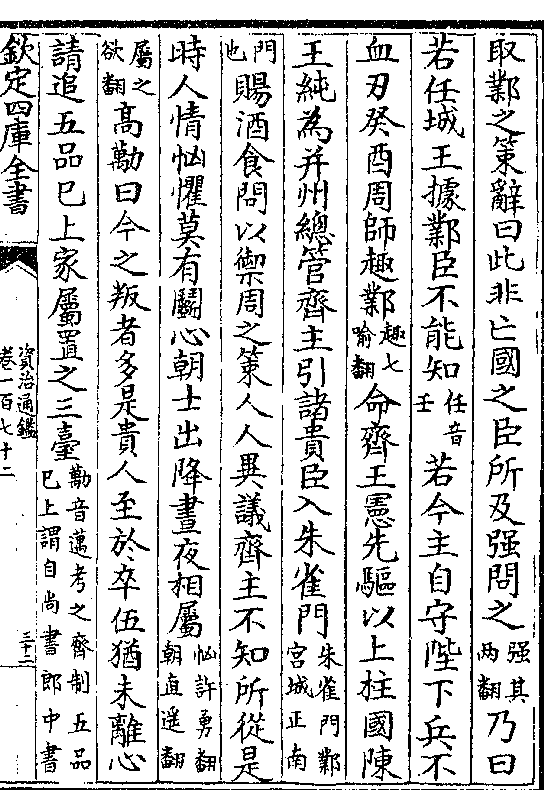 取鄴之策辭曰此非亡國之臣所及强問之强其两翻乃曰
若任城王據鄴臣不能知任音壬若今主自守陛下兵不
血刃癸酉周師趣鄴趣七喻翻命齊王憲先驅以上柱國陳
王純為并州總管齊主引諸貴臣入朱雀門朱雀門鄴宮城正南
門也賜酒食問以禦周之策人人異議齊主不知所從是
時人情忷懼莫有鬭心朝士出降晝夜相屬忷許勇翻朝直遥翻
屬之欲翻高勱曰今之叛者多是貴人至於卒伍猶未離心
請追五品已上家屬置之三臺勱音邁考之齊制五品已上謂自尚書郎中書
欽定四庫全書
資治通鑑
卷一百七十二
三十二